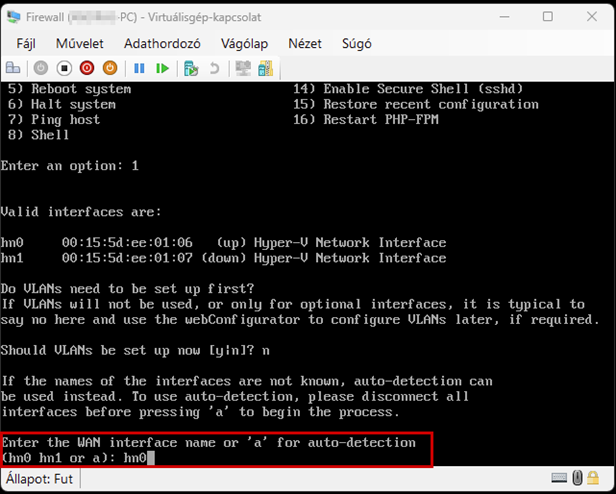 Firewall (-PC) - Virtuálisgép-kapcsolat
Fájl Művelet Adathordozó Vágólap Nézet Súgó
5) Reboot system 14) Enable Secure Shell (sshd)
6) Halt system 15) Restore recent configuration
7) Ping host 16) Restart PHP-FPM
8) Shell
Enter an option: 1
Valid interfaces are:
hn0 00:15:5d:ee:01:06 (up) Hyper-V Network Interface
hn1 00:15:5d:ee:01:07 (down) Hyper-V Network Interface
Do VLANs need to be set up first?
If VLANs will not be used, or only for optional interfaces, it is typical to
say no here and use the webConfigurator to configure VLANs later, if required.
Should VLANs be set up now [y|n]? n
If the names of the interfaces are not known, auto-detection can
be used instead. To use auto-detection, please disconnect all
interfaces before pressing 'a' to begin the process.
Enter the WAN interface name or 'a' for auto-detection
(hn0 hn1 or a): hn0
Állapot: Fut